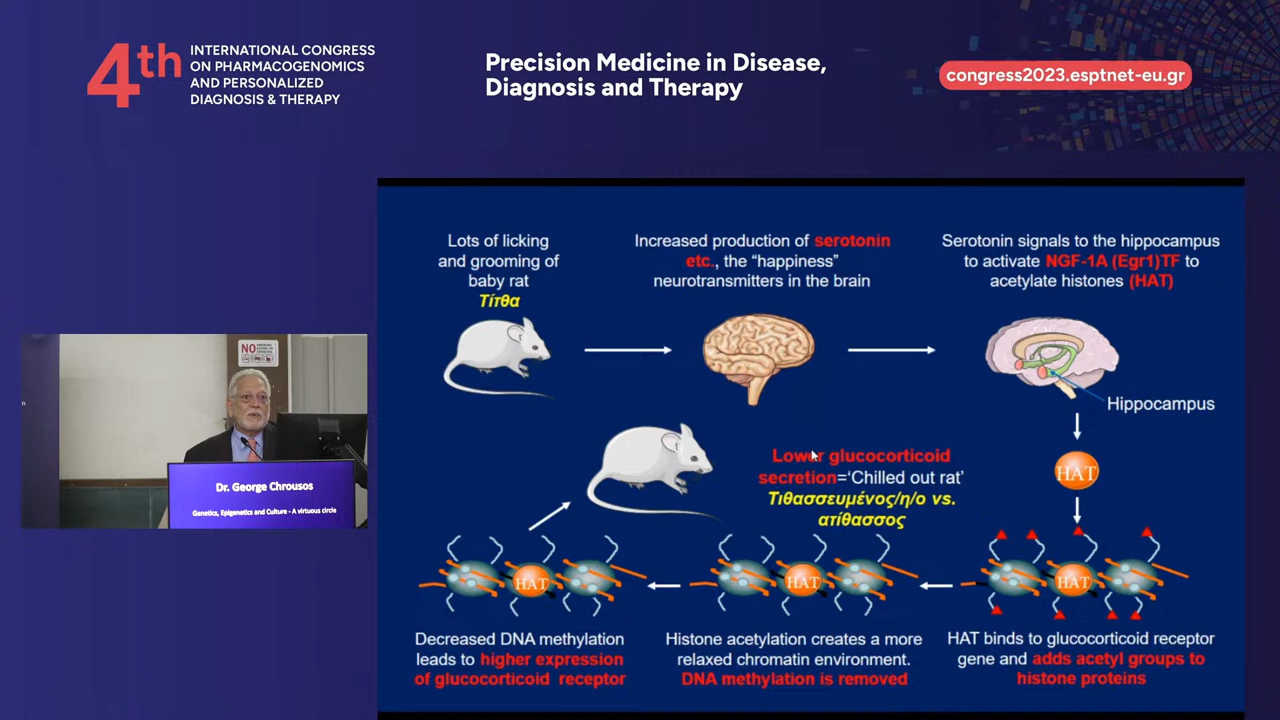 4th
INTERNATIONAL CONGRESS
ON PHARMACOGENOMICS
AND PERSONALIZED
DIAGNOSIS & THERAPY
Precision Medicine in Disease,
Diagnosis and Therapy
congress2023.esptnet-eu.gr
Lots of licking
and grooming of
baby rat
Τίτθα
Increased production of serotonin
etc., the “happiness”
neurotransmitters in the brain
Serotonin signals to the hippocampus
to activate NGF-1A (Egr1)TF to
acetylate histones (HAT)
Hippocampus
HAT
Lower glucocorticoid
secretion=‘Chilled out rat’
Τιθασσευμένος/η/ο vs.
ατίθασσος
HAT
HAT
HAT
Decreased DNA methylation
leads to higher expression
of glucocorticoid receptor
Histone acetylation creates a more
relaxed chromatin environment.
DNA methylation is removed
HAT binds to glucocorticoid receptor
gene and adds acetyl groups to
histone proteins
NO
Dr. George Chrousos
Genetics, Epigenetics and Culture - A virtuous circle